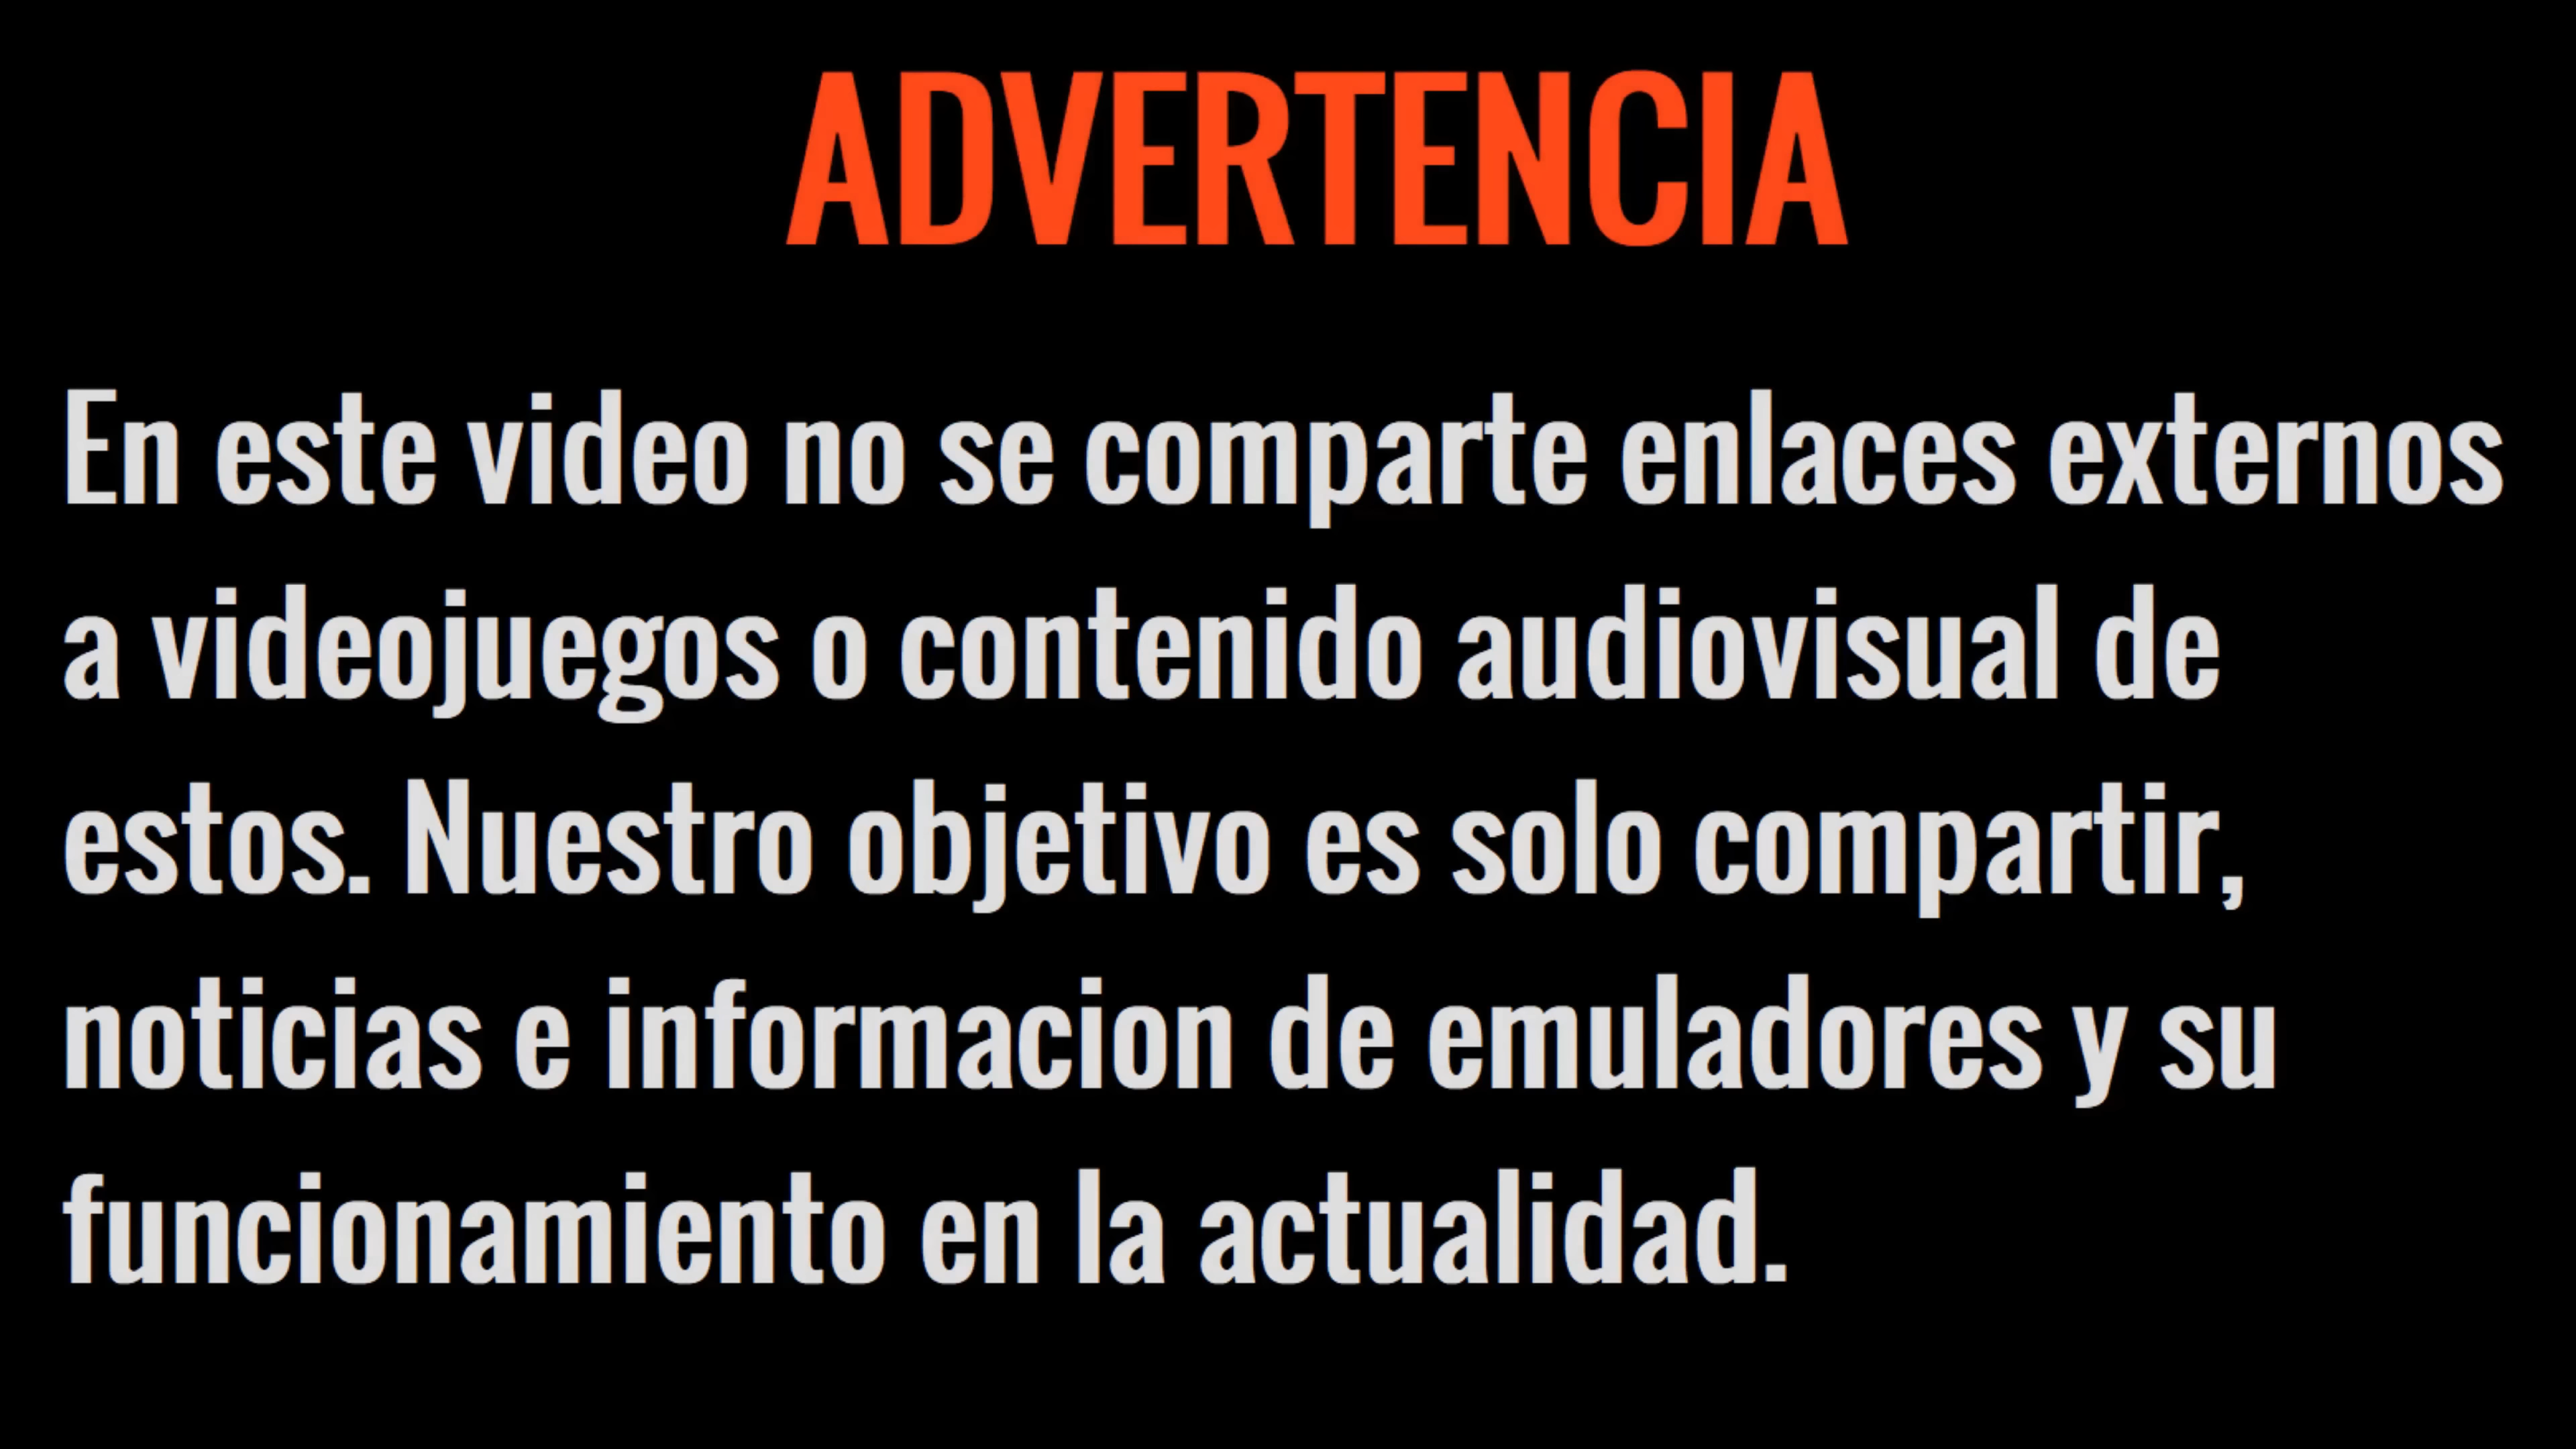 ADVERTENCIA
En este video no se comparte enlaces externos
a videojuegos o contenido audiovisual de
estos. Nuestro objetivo es solo compartir,
noticias e informacion de emuladores y su
funcionamiento en la actualidad.